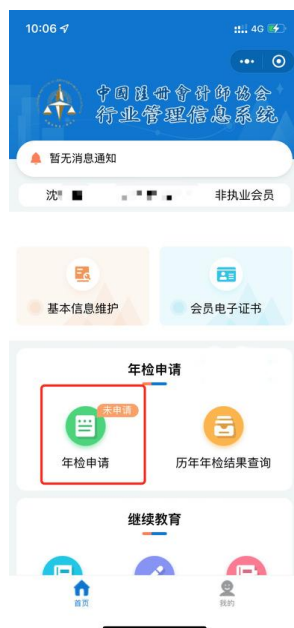 10:06
4G
中国注册会计师协会
行业管理信息系统
暂无消息通知
沈 非执业会员
基本信息维护 会员电子证书
年检申请
未申请
年检申请 历年年检结果查询
继续教育
首页 我的